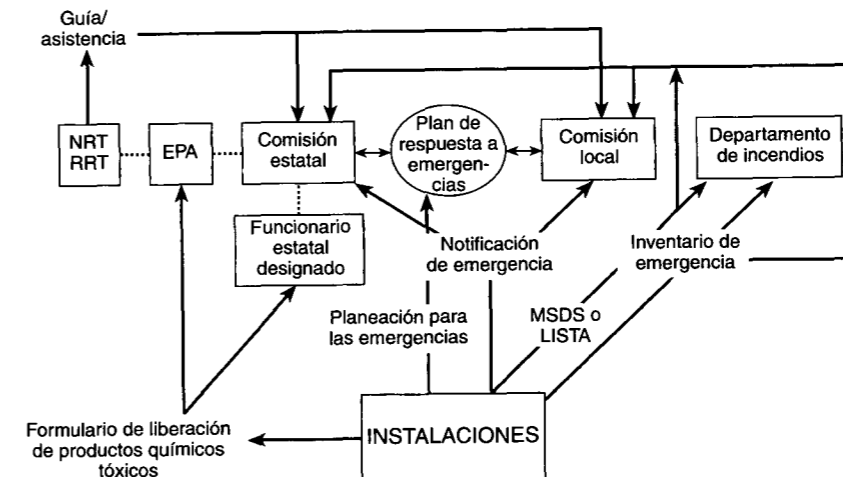 Guía/
asistencia
NRT
RRT
EPA
Comisión
estatal
Plan de
respuesta a
emergen-
cias
Comisión
local
Departamento
de incendios
Funcionario
estatal
designado
Notificación
de emergencia
Inventario de
emergencia
Planeación para
las emergencias
MSDS o
LISTA
Formulario de liberación
de productos químicos
tóxicos
INSTALACIONES